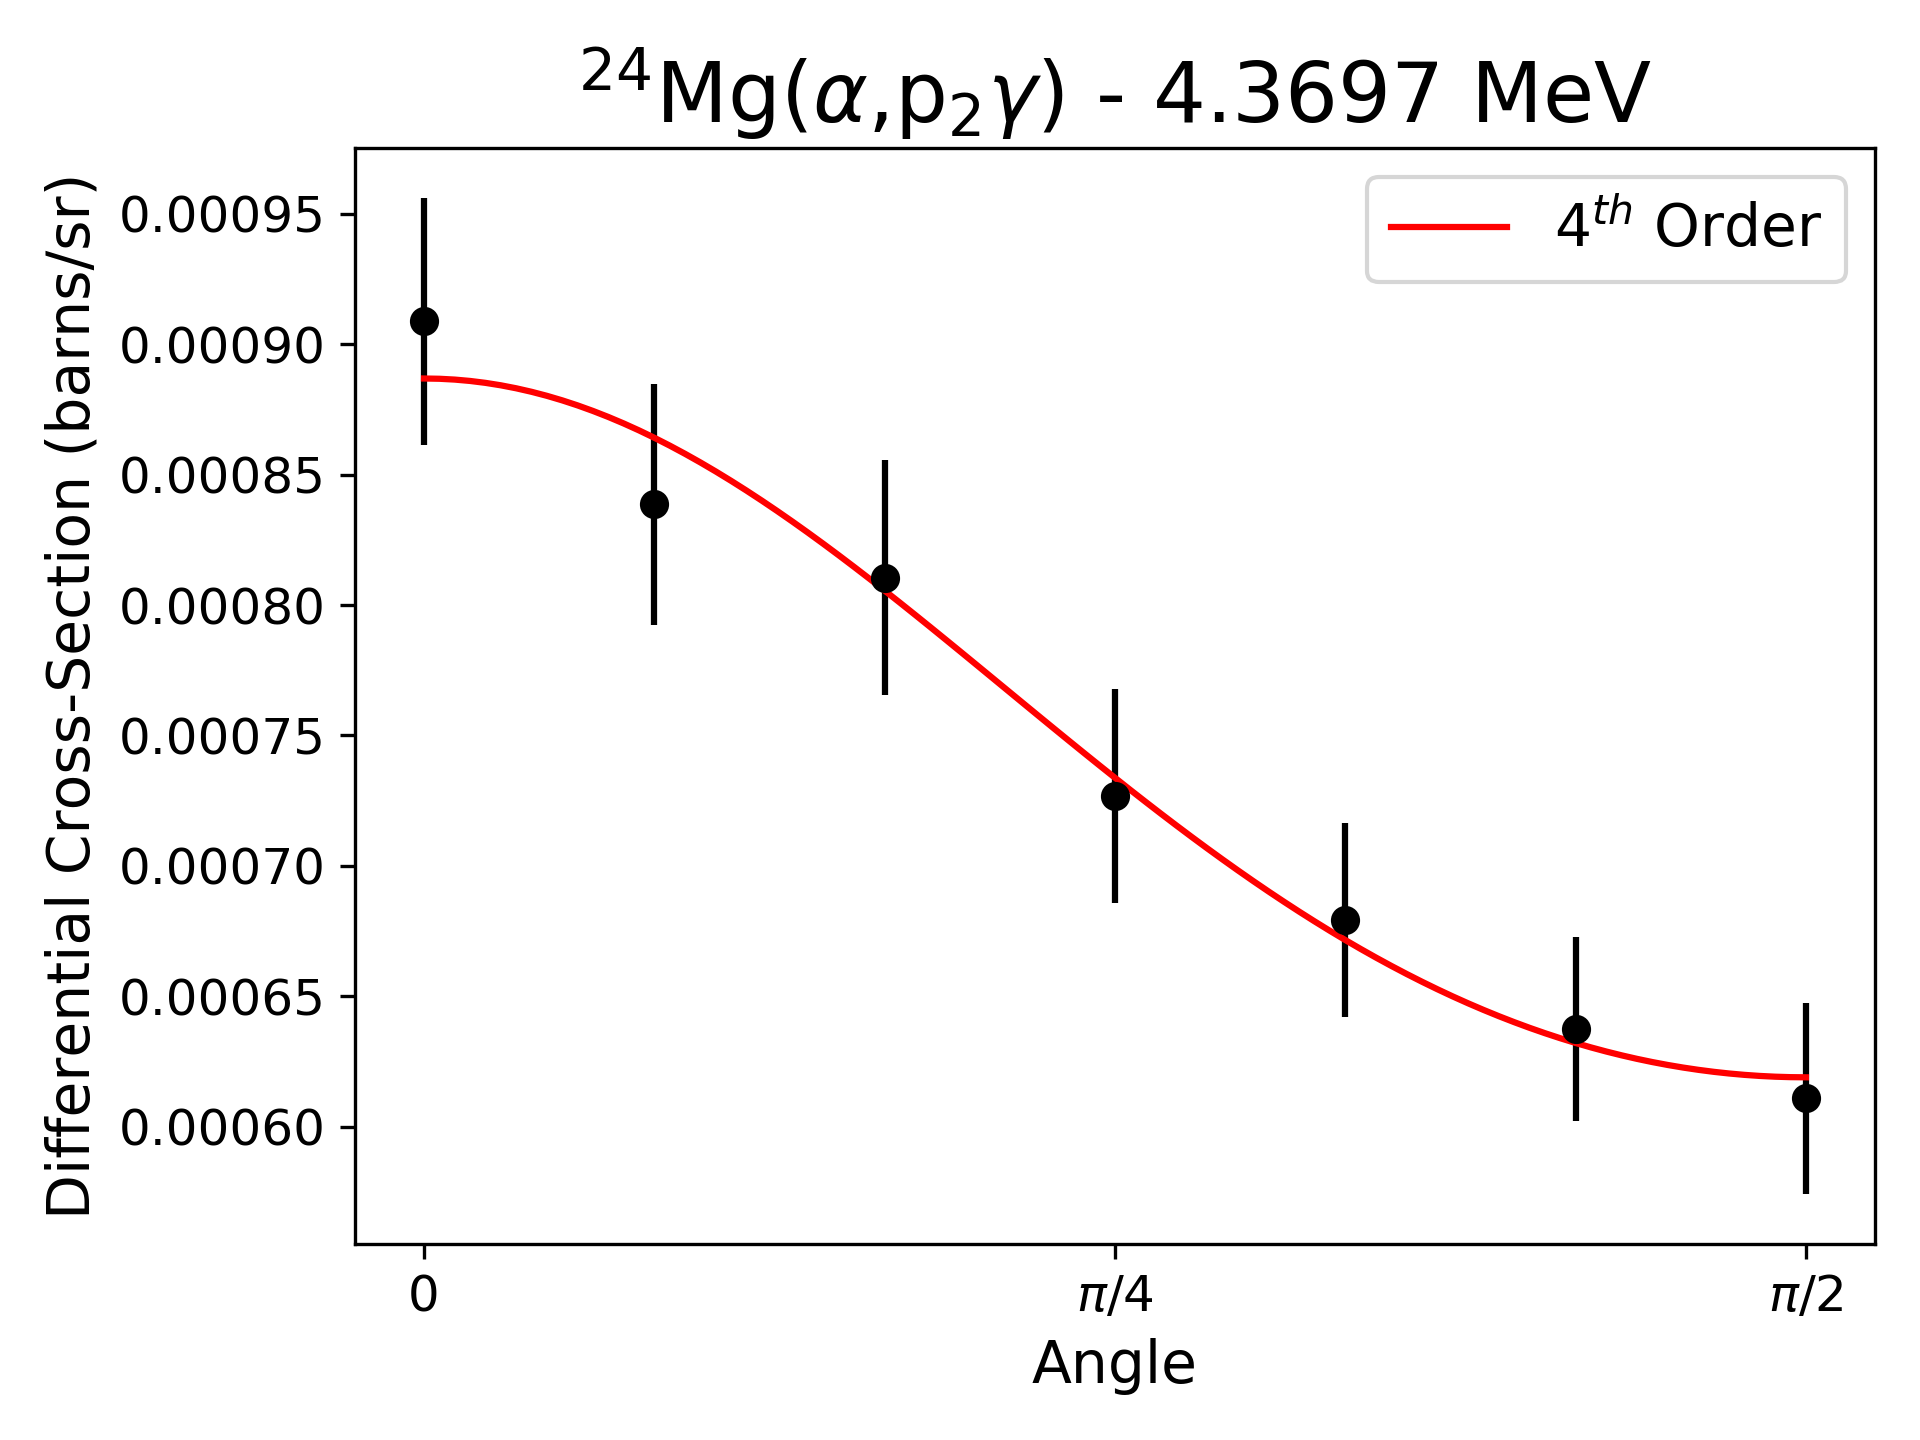 ²⁴Mg(α,p₂γ) - 4.3697 MeV
4ᵗʰ Order
Differential Cross-Section (barns/sr)
0.00095
0.00090
0.00085
0.00080
0.00075
0.00070
0.00065
0.00060
0 π/4 π/2
Angle